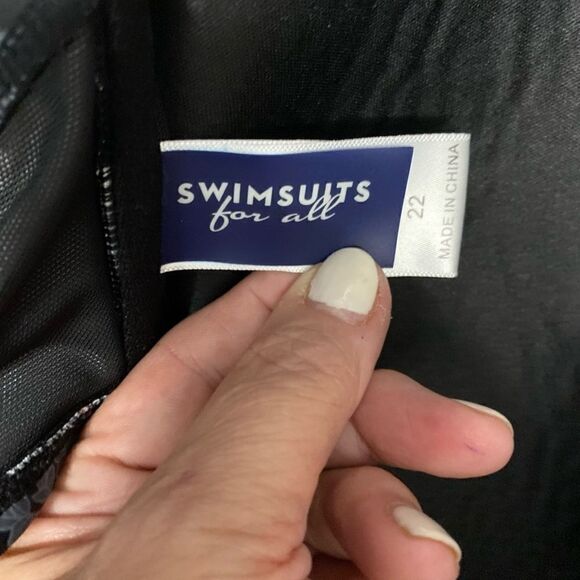 SWIMSUITS
for all
22
MADE IN CHINA